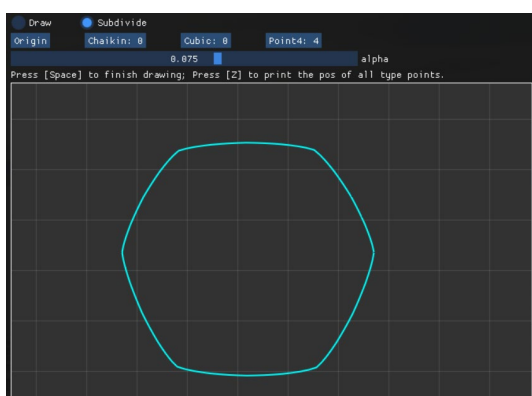 Draw Subdivide
Origin Chaikin: 0 Cubic: 0 Point4: 4
0.075 alpha
Press [Space] to finish drawing; Press [Z] to print the pos of all type points.